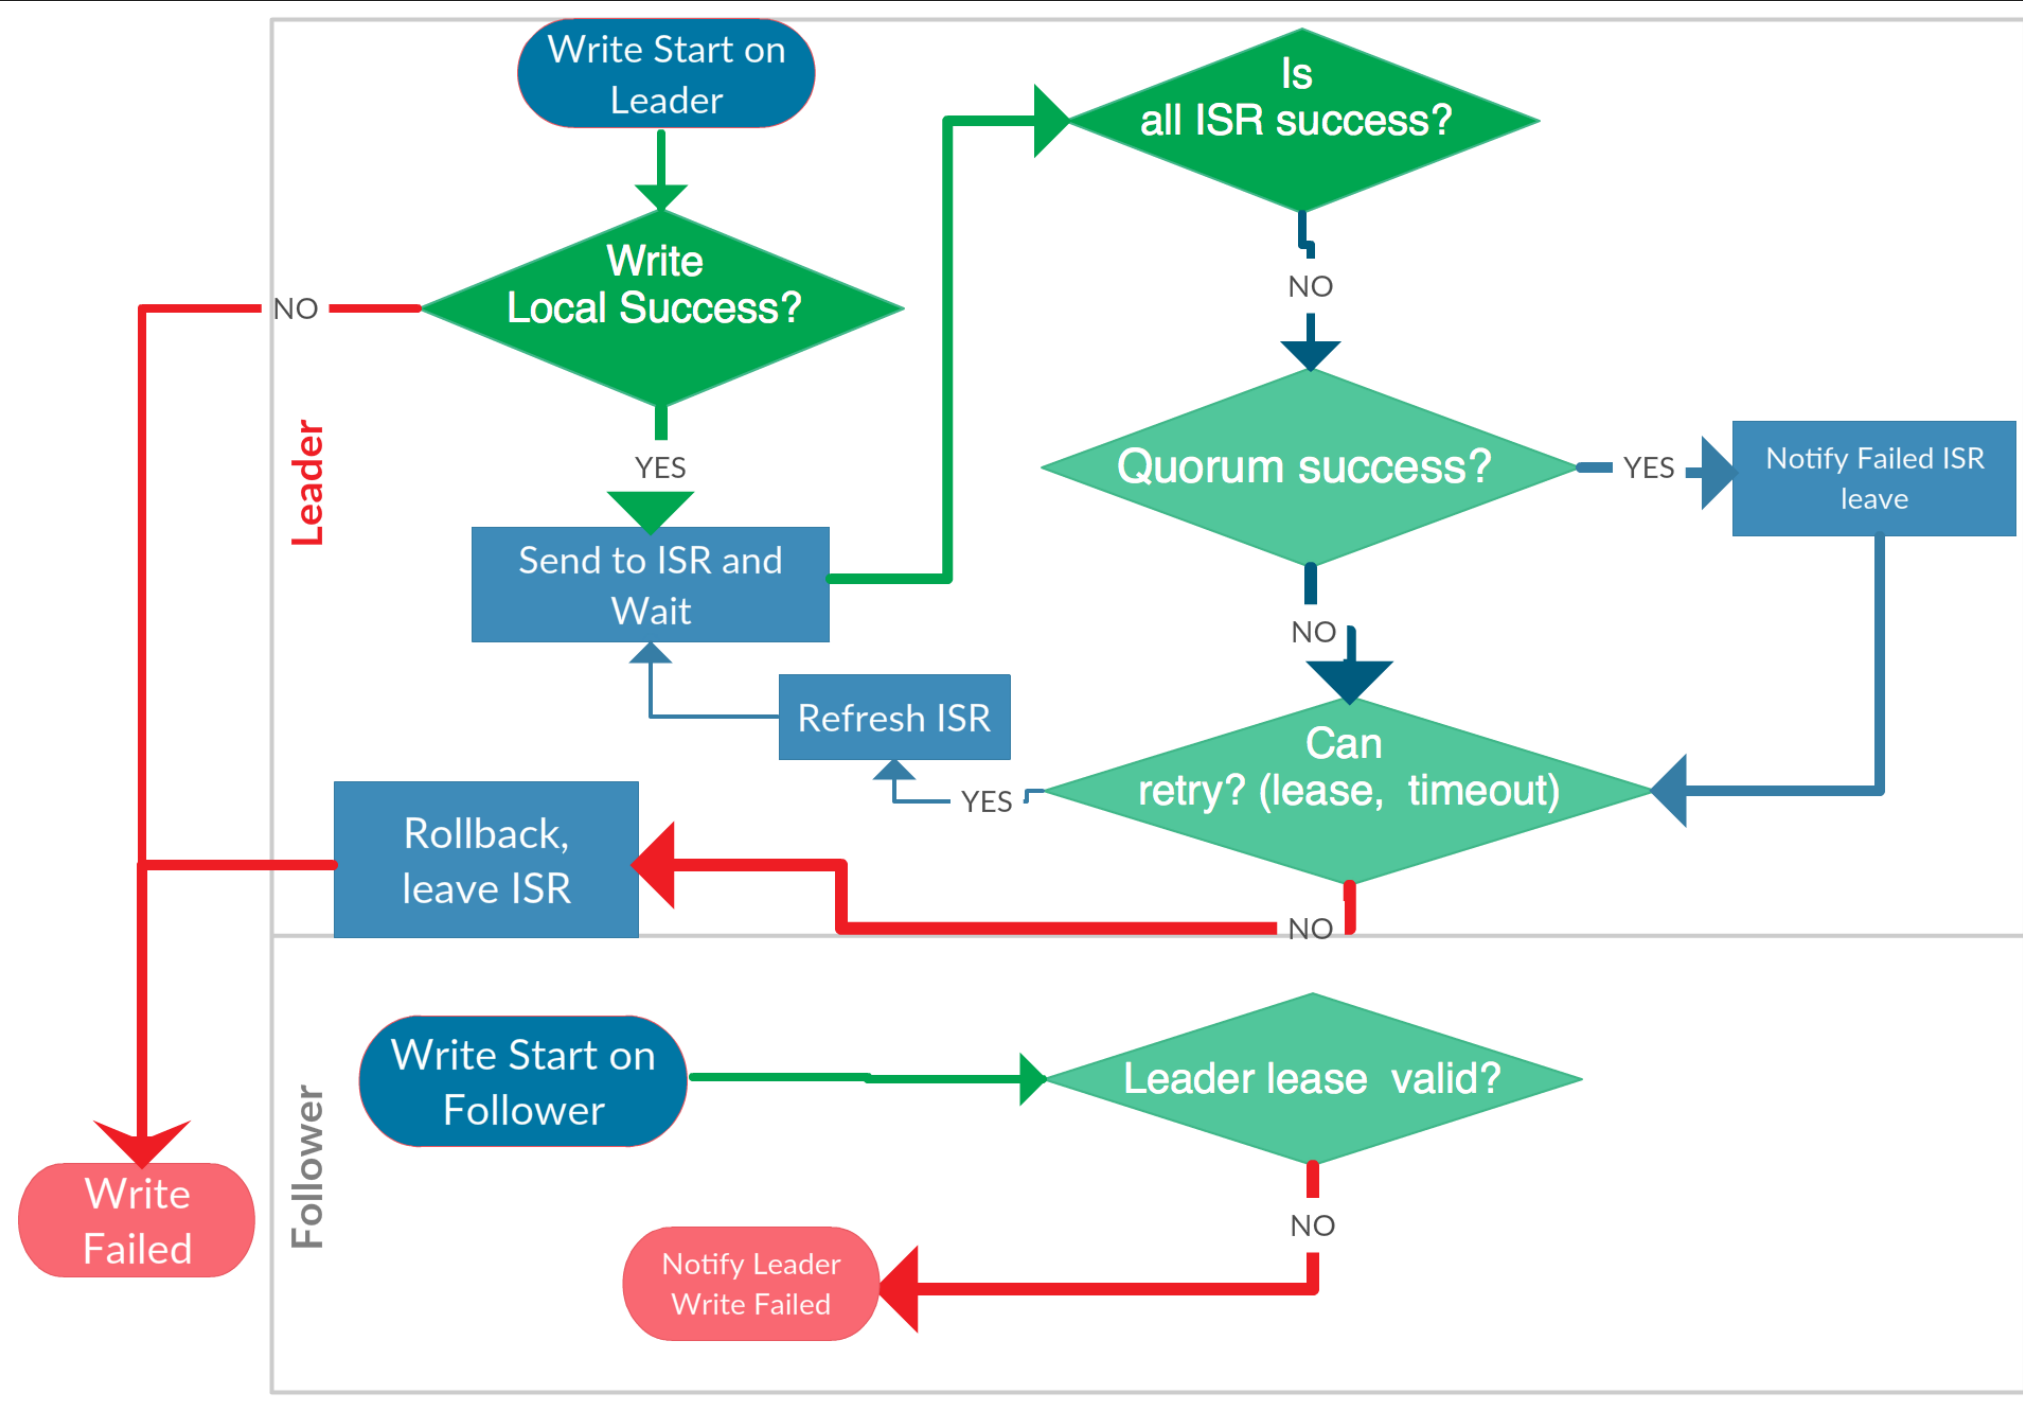 Write Start on
Leader
Is
all ISR success?
Write
Local Success?
NO
NO
Leader
YES
Quorum success?
YES
Notify Failed ISR
leave
Send to ISR and
Wait
NO
Refresh ISR
Can
retry? (lease, timeout)
YES
Rollback,
leave ISR
NO
Write Start on
Follower
Leader lease valid?
Follower
Write
Failed
NO
Notify Leader
Write Failed